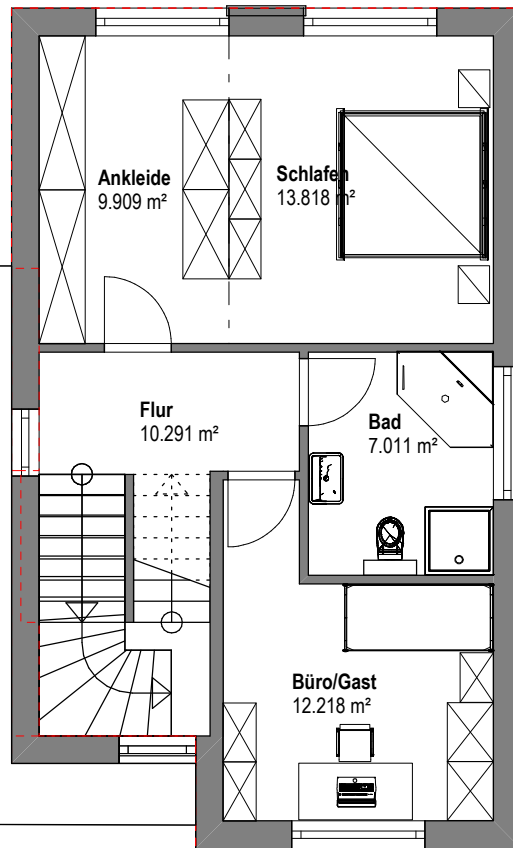 Ankleide
9.909 m²
Schlafen
13.818 m²
Flur
10.291 m²
Bad
7.011 m²
Büro/Gast
12.218 m²